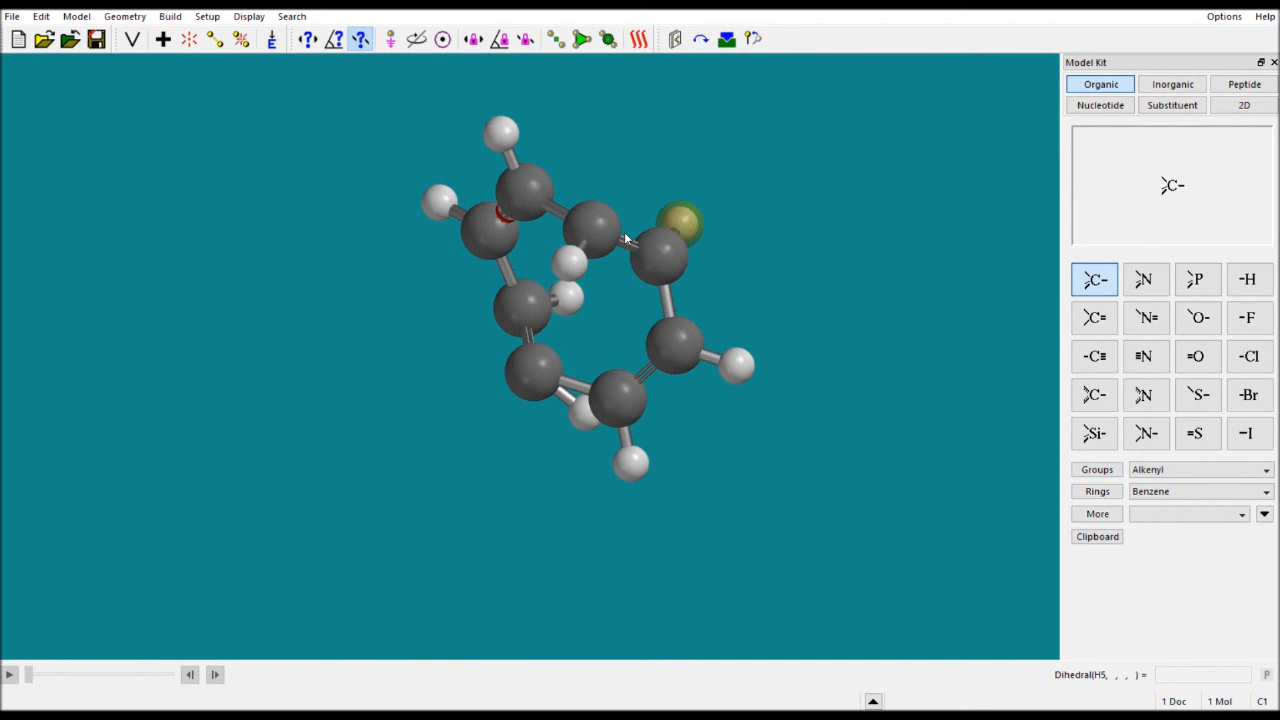 File Edit Model Geometry Build Setup Display Search Options Help
Model Kit
Organic Inorganic Peptide
Nucleotide Substituent 2D
C-
C- N P -H
C= N= O- -F
-C≡ ≡N =O -Cl
C- N S- -Br
Si- N- =S -I
Groups Alkenyl
Rings Benzene
More
Clipboard
Dihedral(H5, , , ) = P
1 Doc 1 Mol C1